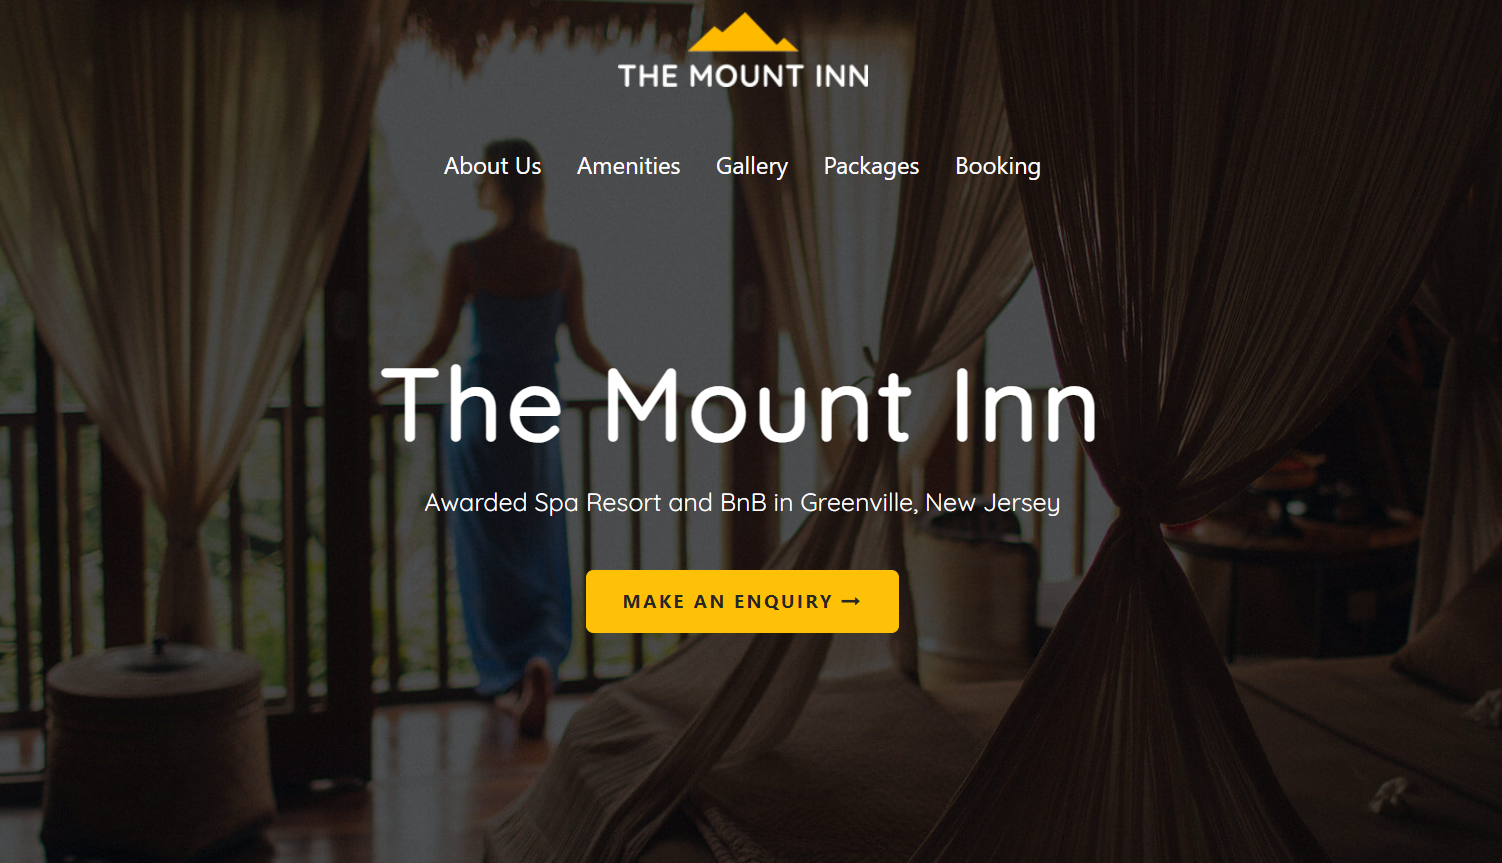 THE MOUNT INN
About Us Amenities Gallery Packages Booking
The Mount Inn
Awarded Spa Resort and BnB in Greenville, New Jersey
MAKE AN ENQUIRY →